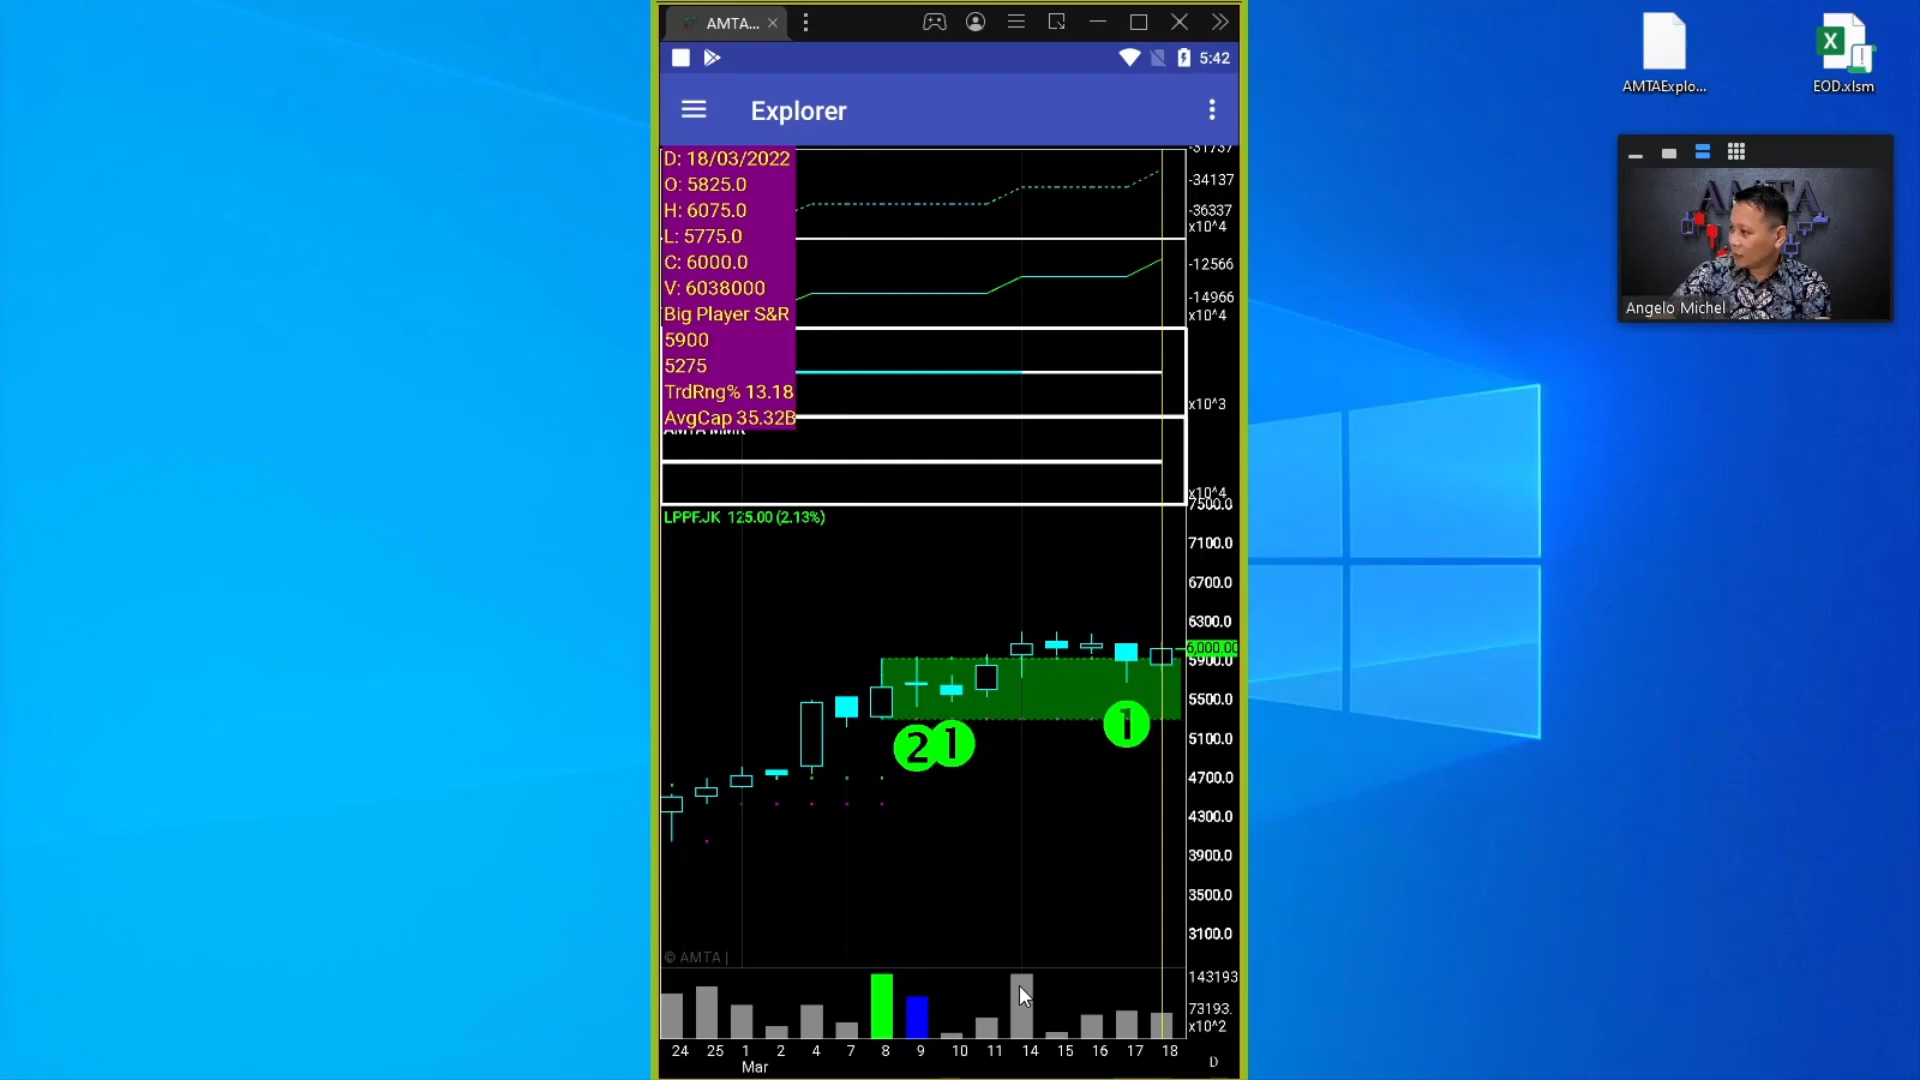 AMTA...
5:42
Explorer
D: 18/03/2022
O: 5825.0
H: 6075.0
L: 5775.0
C: 6000.0
V: 6038000
Big Player S&R
5900
5275
TrdRng% 13.18
AvgCap 35.32B
-31737
-34137
-36337
x10^4
-12566
-14966
x10^4
x10^3
x10^4
LPPF.JK 125.00 (2.13%)
7500.0
7100.0
6700.0
6300.0
6,000.00
5900.0
5500.0
5100.0
4700.0
4300.0
3900.0
3500.0
3100.0
2 1
1
© AMTA |
143193
73193.
x10^2
24 25 1 2 4 7 8 9 10 11 14 15 16 17 18
Mar
D
AMTAExplo...
EOD.xlsm
AMTA
Angelo Michel